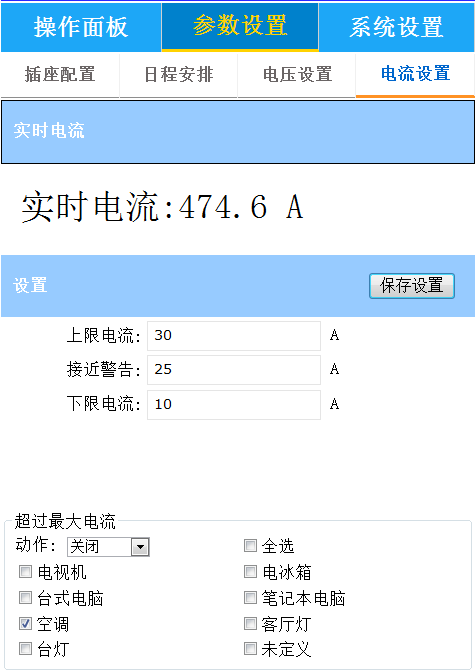 操作面板 参数设置 系统设置
插座配置 日程安排 电压设置 电流设置
实时电流
实时电流:474.6 A
设置 保存设置
上限电流: 30 A
接近警告: 25 A
下限电流: 10 A
超过最大电流
动作: 关闭 全选
电视机 电冰箱
台式电脑 笔记本电脑
空调 客厅灯
台灯 未定义